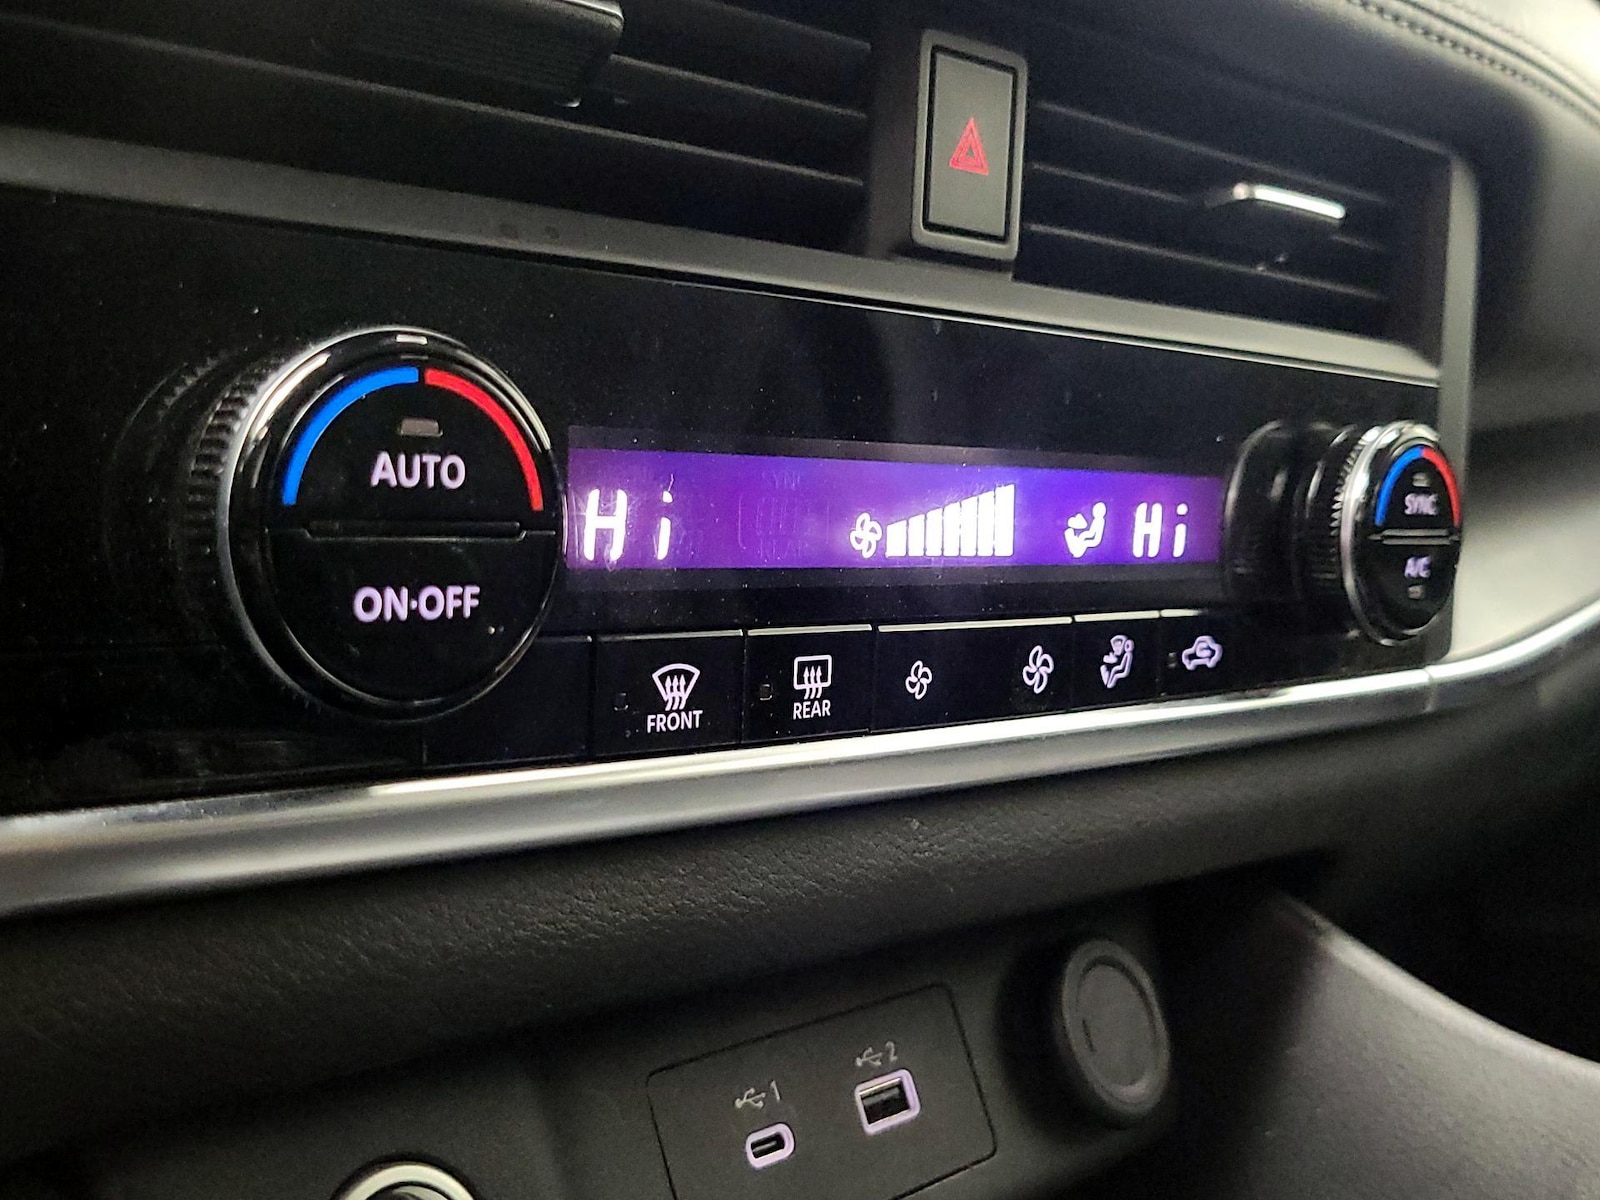 AUTO
ON·OFF
Hi
Hi
SYNC
A/C
FRONT
REAR
1
2